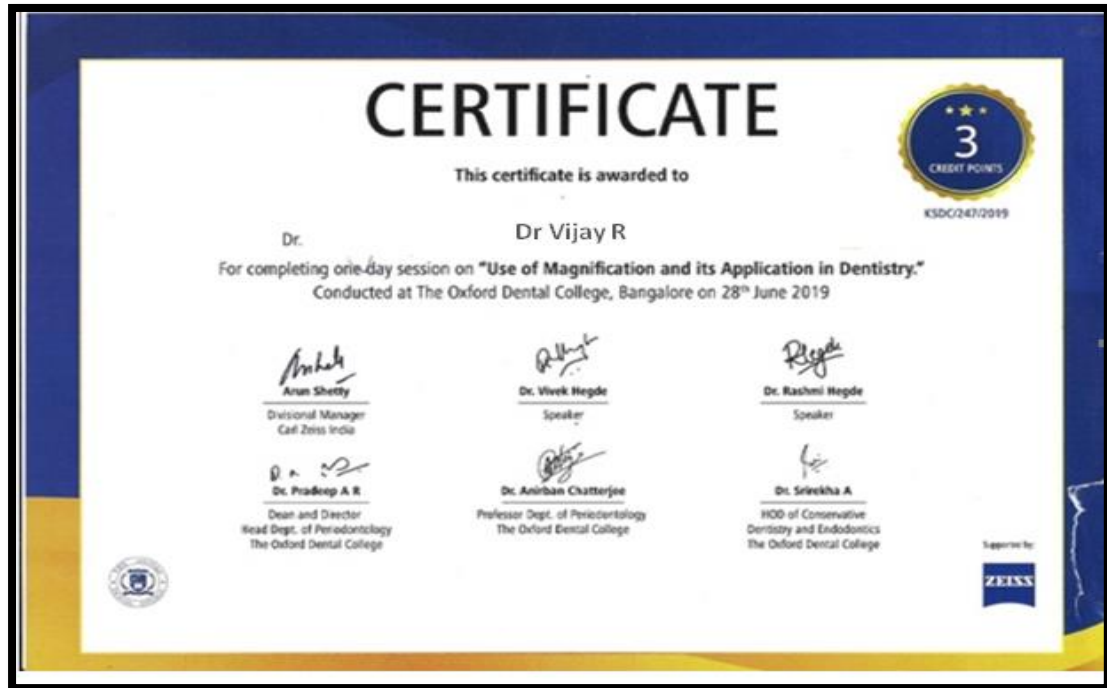 CERTIFICATE
★★★
3
CREDIT POINTS
KSDC/247/2019
This certificate is awarded to
Dr. Dr Vijay R
For completing one-day session on "Use of Magnification and its Application in Dentistry."
Conducted at The Oxford Dental College, Bangalore on 28th June 2019
Arun Shetty
Divisional Manager
Carl Zeiss India
Dr. Vivek Hegde
Speaker
Dr. Rashmi Hegde
Speaker
Dr. Pradeep A R
Dean and Director
Head Dept. of Periodontology
The Oxford Dental College
Dr. Anirban Chatterjee
Professor Dept. of Periodontology
The Oxford Dental College
Dr. Srirekha A
HOD of Conservative
Dentistry and Endodontics
The Oxford Dental College
Supported by:
ZEISS